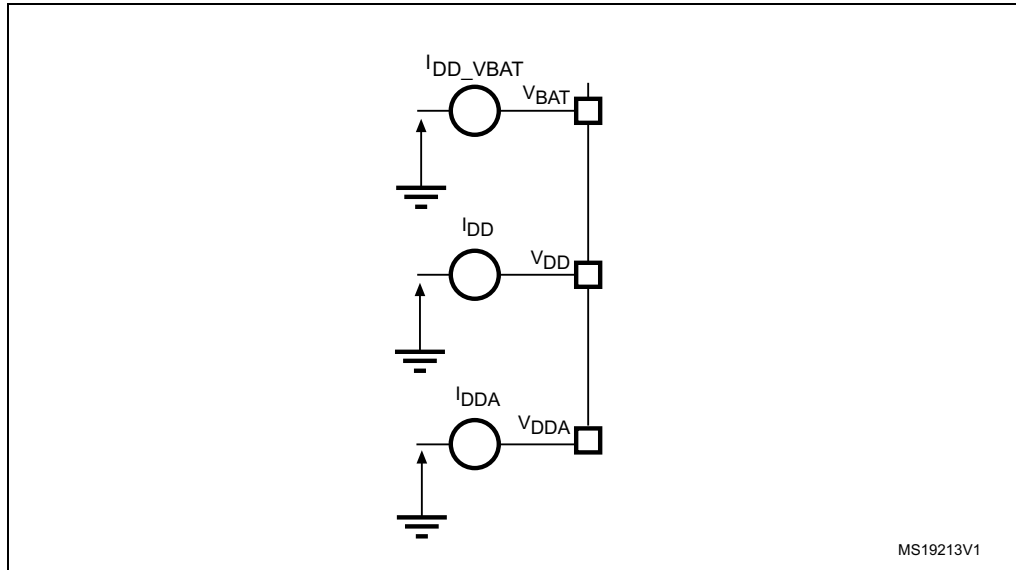 IDD_VBAT
VBAT
IDD
VDD
IDDA
VDDA
MS19213V1